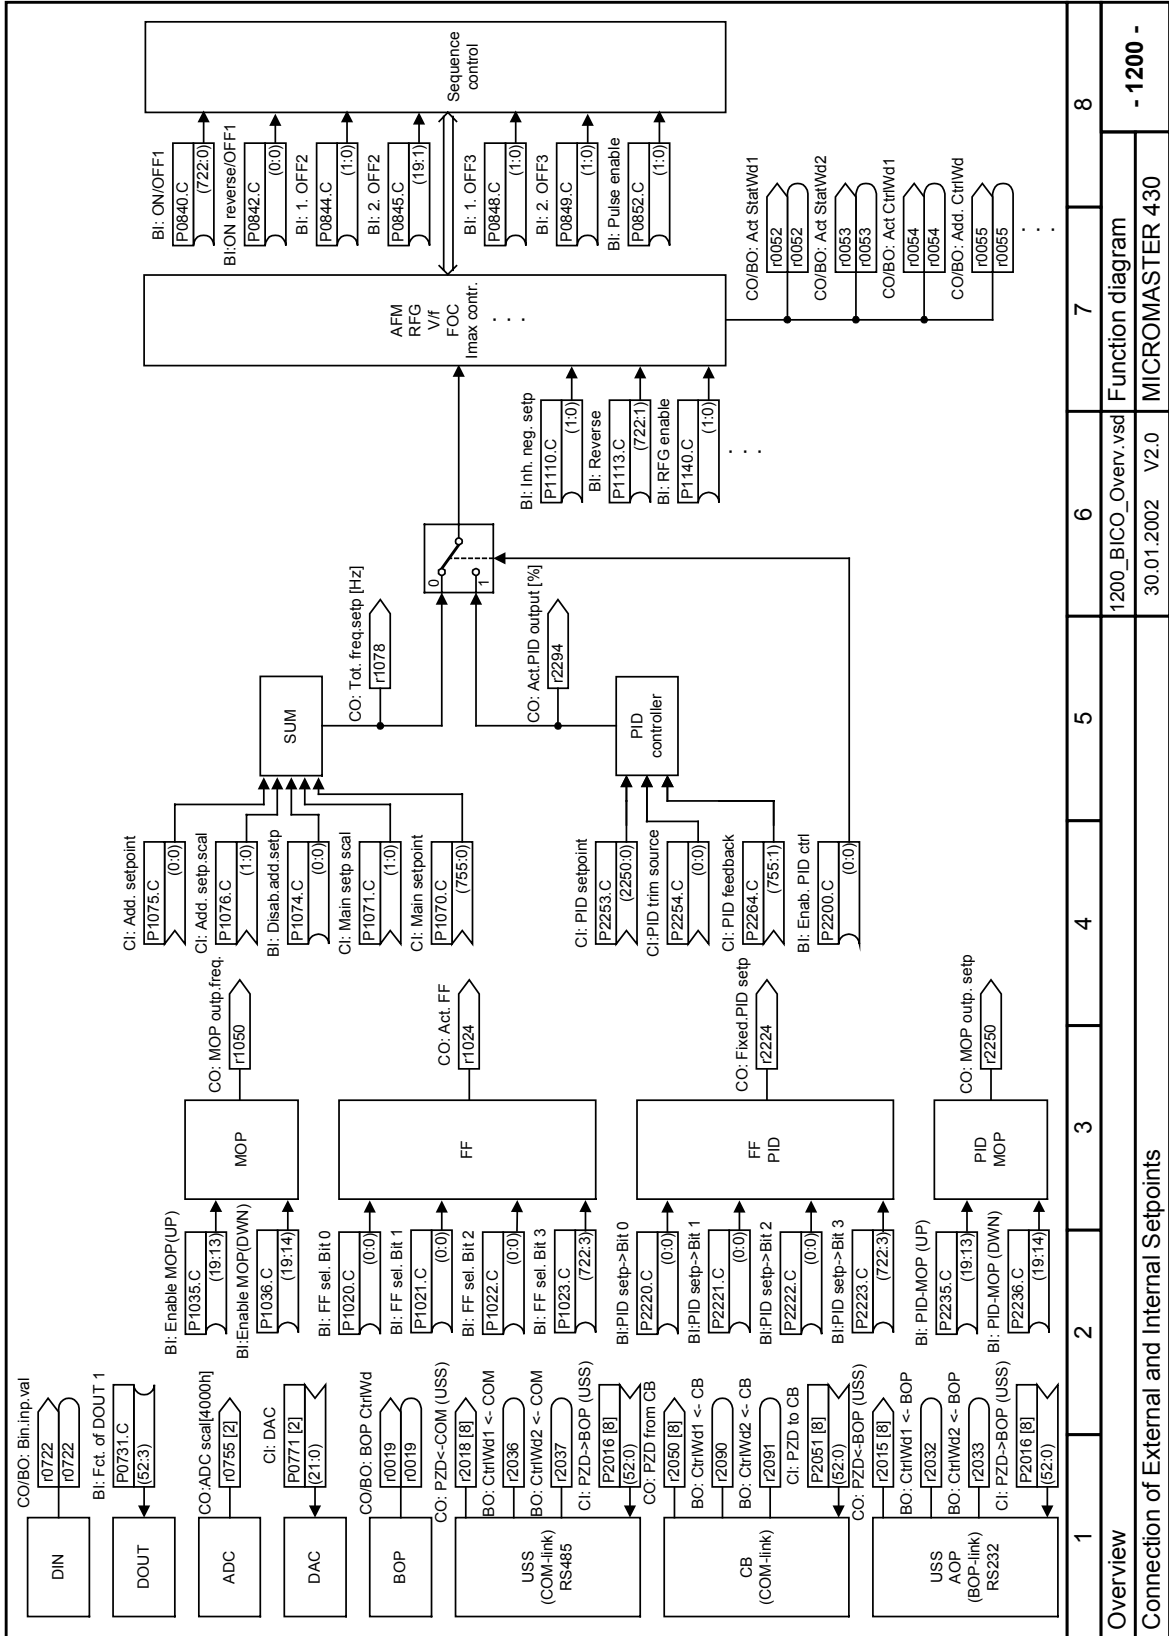 DIN
CO/BO: Bin.inp.val
r0722
r0722
DOUT
BI: Fct. of DOUT 1
P0731.C
(52:3)
ADC
CO:ADC scal[4000h]
r0755 [2]
DAC
CI: DAC
P0771 [2]
(21:0)
BOP
CO/BO: BOP CtrlWd
r0019
r0019
USS
(COM-link)
RS485
CO: PZD<-COM (USS)
r2018 [8]
BO: CtrlWd1 <- COM
r2036
BO: CtrlWd2 <- COM
r2037
CI: PZD->BOP (USS)
P2016 [8]
(52:0)
CB
(COM-link)
CO: PZD from CB
r2050 [8]
BO: CtrlWd1 <- CB
r2090
BO: CtrlWd2 <- CB
r2091
CI: PZD to CB
P2051 [8]
(52:0)
USS
AOP
(BOP-link)
RS232
CO: PZD<-BOP (USS)
r2015 [8]
BO: CtrlWd1 <- BOP
r2032
BO: CtrlWd2 <- BOP
r2033
CI: PZD->BOP (USS)
P2016 [8]
(52:0)
BI: Enable MOP(UP)
P1035.C
(19:13)
BI:Enable MOP(DWN)
P1036.C
(19:14)
MOP
CO: MOP outp.freq.
r1050
BI: FF sel. Bit 0
P1020.C
(0:0)
BI: FF sel. Bit 1
P1021.C
(0:0)
BI: FF sel. Bit 2
P1022.C
(0:0)
BI: FF sel. Bit 3
P1023.C
(722:3)
FF
CO: Act. FF
r1024
BI:PID setp->Bit 0
P2220.C
(0:0)
BI:PID setp->Bit 1
P2221.C
(0:0)
BI:PID setp->Bit 2
P2222.C
(0:0)
BI:PID setp->Bit 3
P2223.C
(722:3)
FF
PID
CO: Fixed.PID setp
r2224
BI: PID-MOP (UP)
P2235.C
(19:13)
BI: PID-MOP (DWN)
P2236.C
(19:14)
PID
MOP
CO: MOP outp. setp
r2250
CI: Add. setpoint
P1075.C
(0:0)
CI: Add. setp.scal
P1076.C
(1:0)
BI: Disab.add.setp
P1074.C
(0:0)
CI: Main setp scal
P1071.C
(1:0)
CI: Main setpoint
P1070.C
(755:0)
SUM
CO: Tot. freq.setp [Hz]
r1078
CI: PID setpoint
P2253.C
(2250:0)
CI:PID trim source
P2254.C
(0:0)
CI: PID feedback
P2264.C
(755:1)
BI: Enab. PID ctrl
P2200.C
(0:0)
PID
controller
CO: Act.PID output [%]
r2294
0
1
BI: Inh. neg. setp
P1110.C
(1:0)
BI: Reverse
P1113.C
(722:1)
BI: RFG enable
P1140.C
(1:0)
. . .
AFM
RFG
V/f
FOC
Imax contr.
. . .
BI: ON/OFF1
P0840.C
(722:0)
BI:ON reverse/OFF1
P0842.C
(0:0)
BI: 1. OFF2
P0844.C
(1:0)
BI: 2. OFF2
P0845.C
(19:1)
BI: 1. OFF3
P0848.C
(1:0)
BI: 2. OFF3
P0849.C
(1:0)
BI: Pulse enable
P0852.C
(1:0)
Sequence
control
CO/BO: Act StatWd1
r0052
r0052
CO/BO: Act StatWd2
r0053
r0053
CO/BO: Act CtrlWd1
r0054
r0054
CO/BO: Add. CtrlWd
r0055
r0055
. . .
1 2 3 4 5 6 7 8
Overview
1200_BICO_Overv.vsd
Function diagram
- 1200 -
Connection of External and Internal Setpoints
30.01.2002 V2.0
MICROMASTER 430